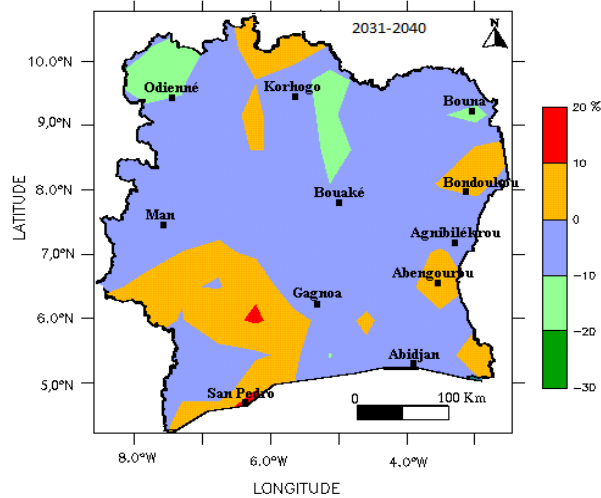 2031-2040
N
10.0°N
9,0°N
8.0°N
7,0°N
6.0°N
5,0°N
LATITUDE
Odienné
Korhogo
Bouna
Bondoukou
Bouaké
Man
Agnibilékrou
Abengourou
Gagnoa
Abidjan
San Pedro
0 100 Km
20 %
10
0
−10
−20
−30
8.0°W 6.0°W 4.0°W
LONGITUDE